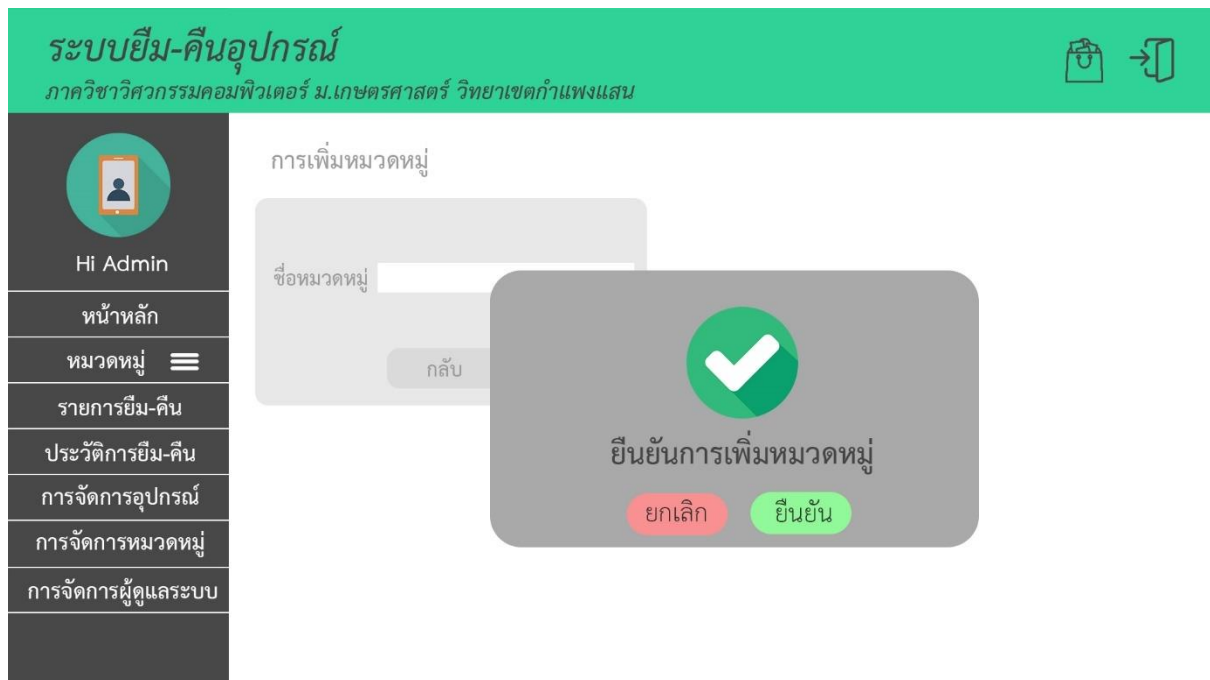 ระบบยืม-คืนอุปกรณ์
ภาควิชาวิศวกรรมคอมพิวเตอร์ ม.เกษตรศาสตร์ วิทยาเขตกำแพงแสน
Hi Admin
หน้าหลัก
หมวดหมู่
รายการยืม-คืน
ประวัติการยืม-คืน
การจัดการอุปกรณ์
การจัดการหมวดหมู่
การจัดการผู้ดูแลระบบ
การเพิ่มหมวดหมู่
ชื่อหมวดหมู่
กลับ
ยืนยันการเพิ่มหมวดหมู่
ยกเลิก ยืนยัน